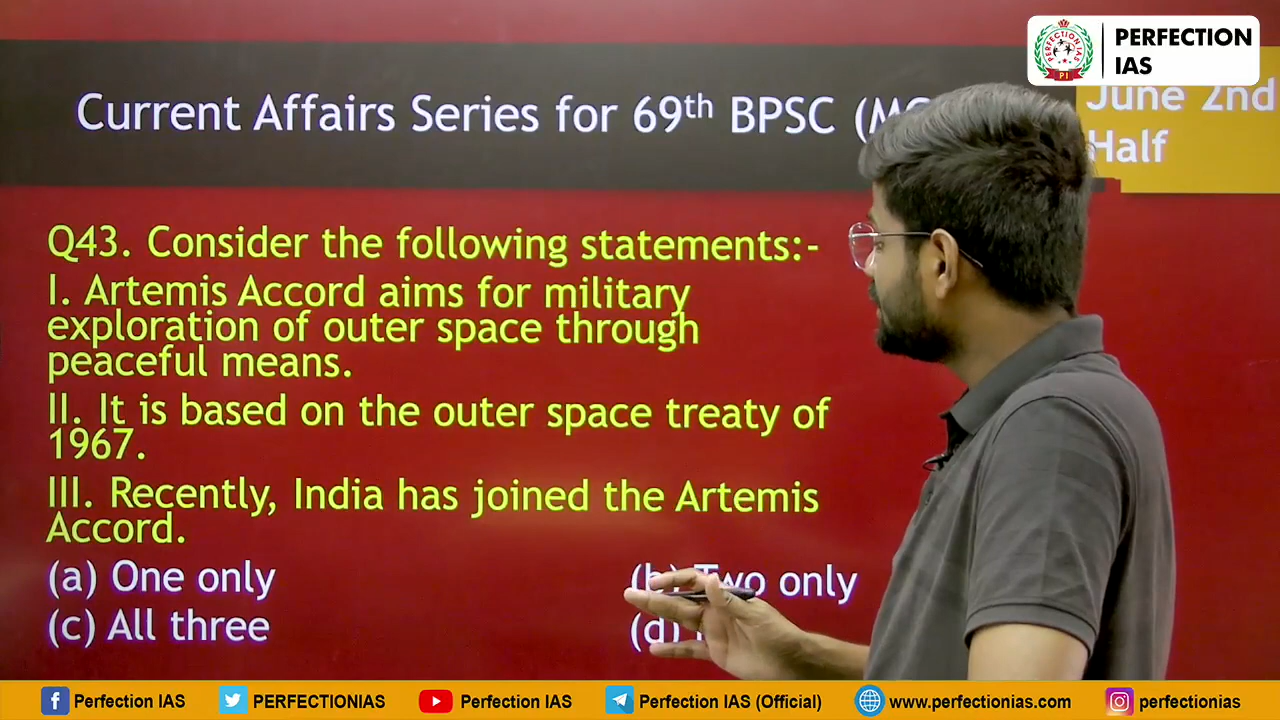 PERFECTION
IAS
PERFECTION IAS
PI
Current Affairs Series for 69th BPSC
June 2nd
Half
Q43. Consider the following statements:-
I. Artemis Accord aims for military
exploration of outer space through
peaceful means.
II. It is based on the outer space treaty of
1967.
III. Recently, India has joined the Artemis
Accord.
(a) One only
(b) Two only
(c) All three
(d)
Perfection IAS
PERFECTIONIAS
Perfection IAS
Perfection IAS (Official)
www.perfectionias.com
perfectionias